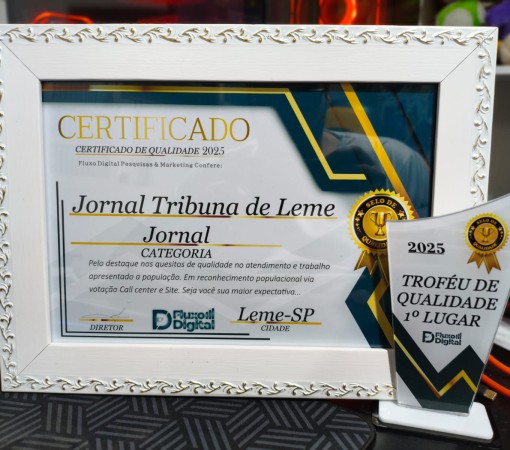 CERTIFICADO
CERTIFICADO DE QUALIDADE 2025
Fluxo Digital Pesquisas & Marketing Confere:
Jornal Tribuna de Leme
Jornal
CATEGORIA
Pelo destaque nos quesitos de qualidade no atendimento e trabalho
apresentado a população. Em reconhecimento populacional via
votação Call center e Site. Seja você sua maior expectativa...
DIRETOR
Fluxo
Digital
Leme-SP
CIDADE
SELO DE
2025
SELO DE
TROFÉU DE
QUALIDADE
1º LUGAR
Fluxo
Digital